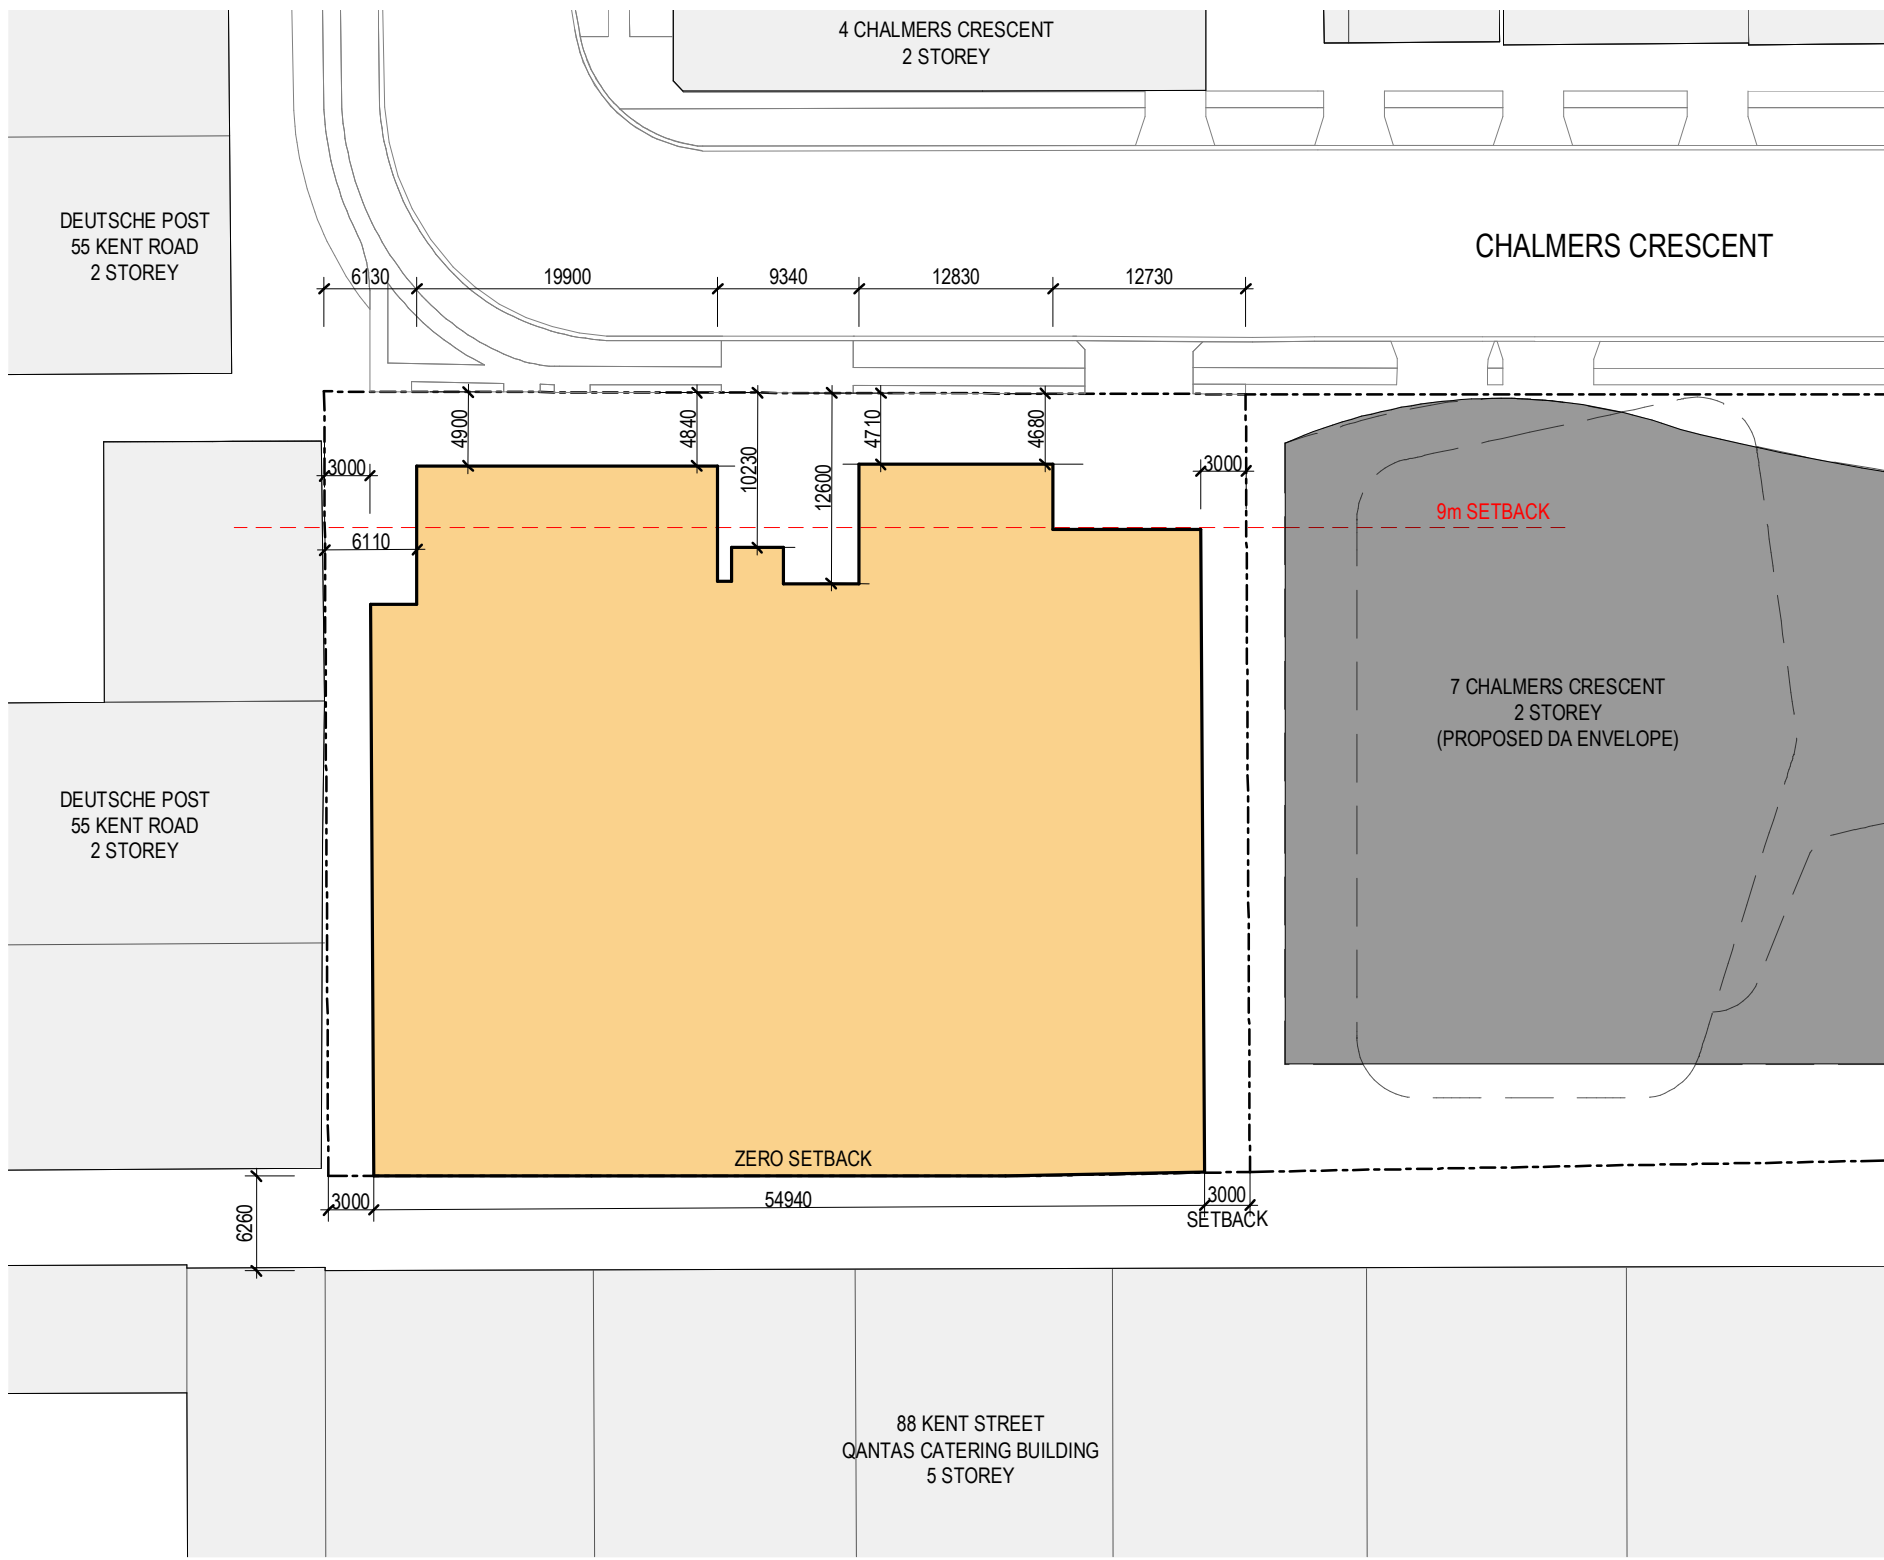 4 CHALMERS CRESCENT
2 STOREY
DEUTSCHE POST
55 KENT ROAD
2 STOREY
CHALMERS CRESCENT
6130
19900
9340
12830
12730
4900
4840
10230
12600
4710
4680
3000
3000
9m SETBACK
6110
7 CHALMERS CRESCENT
2 STOREY
(PROPOSED DA ENVELOPE)
DEUTSCHE POST
55 KENT ROAD
2 STOREY
ZERO SETBACK
3000
54940
3000
SETBACK
6260
88 KENT STREET
QANTAS CATERING BUILDING
5 STOREY